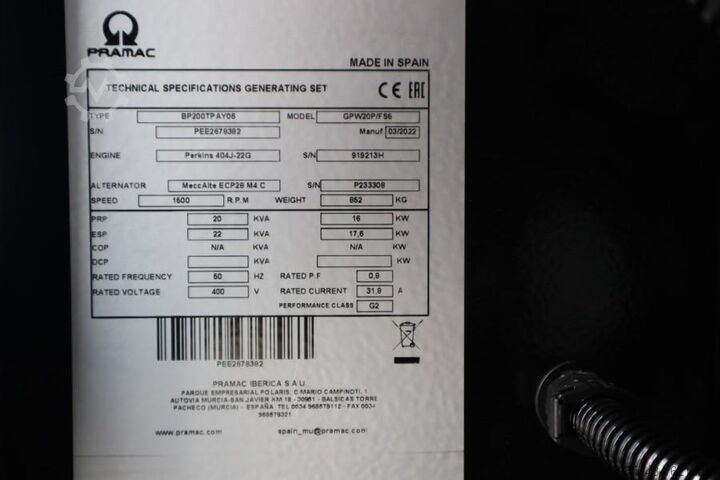 PRAMAC
MADE IN SPAIN
TECHNICAL SPECIFICATIONS GENERATING SET CE EAC
TYPE BP200TPAY06 MODEL GPW20P/FS6
S/N PEE2678392 Manuf 03/2022
ENGINE Perkins 404J-22G S/N 919213H
ALTERNATOR MeccAlte ECP28 M4 C S/N P233308
SPEED 1500 R.P.M WEIGHT 852 KG
PRP 20 KVA 16 KW
ESP 22 KVA 17,6 KW
COP N/A KVA N/A KW
DCP KVA KW
RATED FREQUENCY 50 HZ RATED P.F 0,8
RATED VOLTAGE 400 V RATED CURRENT 31,8 A
PERFORMANCE CLASS G2
PEE2678392
PRAMAC IBERICA S.A.U.
PARQUE EMPRESARIAL POLARIS, C/MARIO CAMPINOTI, 1
AUTOVIA MURCIA-SAN JAVIER KM 18 - 30591 - BALSICAS TORRE
PACHECO (MURCIA) - ESPAÑA TEL 0034 968879112 - FAX 0034
968579321
www.pramac.com spain_mu@pramac.com